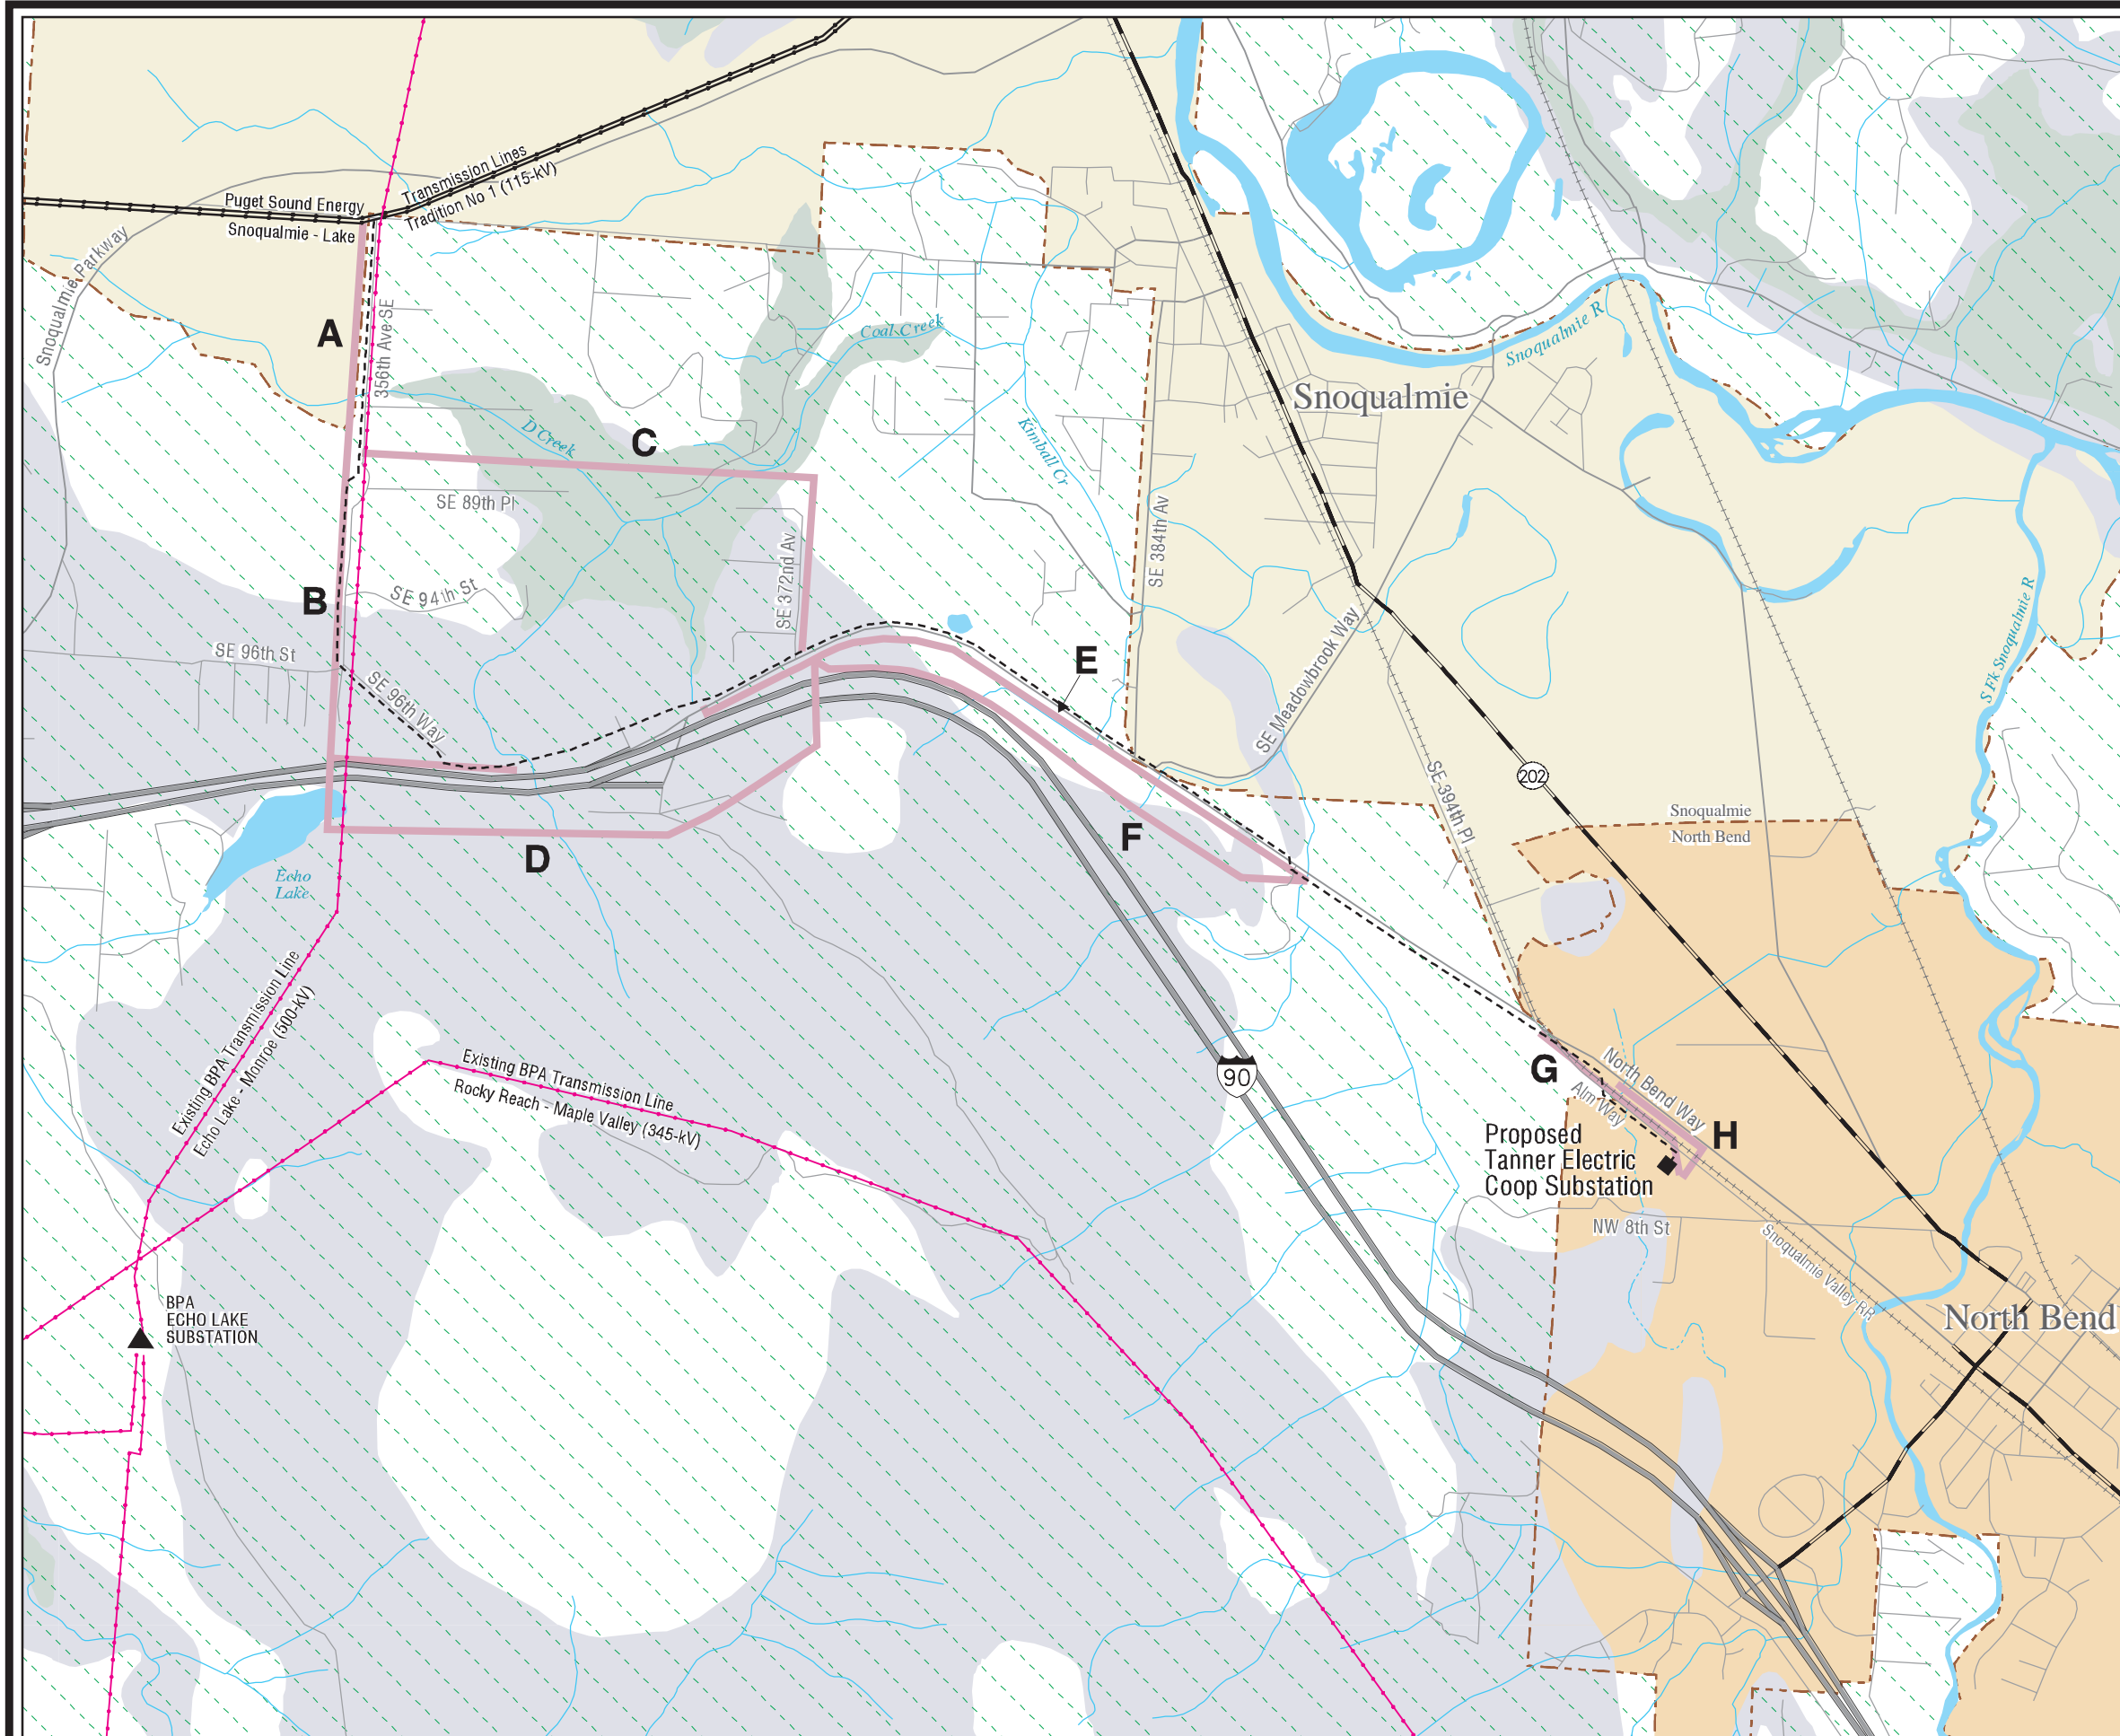 Puget Sound Energy
Transmission Lines
Snoqualmie - Lake
Tradition No 1 (115-kV)
Snoqualmie Parkway
A
356th Ave SE
Coal Creek
Snoqualmie R
Snoqualmie
D Creek
C
Kimball Cr
SE 89th Pl
SE 384th Av
SE 372nd Av
B
SE 94th St
S Fk Snoqualmie R
SE 96th St
SE 96th Way
E
SE Meadowbrook Way
202
SE 394th Pl
Snoqualmie
North Bend
F
D
Echo
Lake
Existing BPA Transmission Line
Echo Lake - Monroe (500-kV)
Existing BPA Transmission Line
Rocky Reach - Maple Valley (345-kV)
90
G
North Bend Way
Alm Way
H
Proposed
Tanner Electric
Coop Substation
NW 8th St
Snoqualmie Valley RR
BPA
ECHO LAKE
SUBSTATION
North Bend